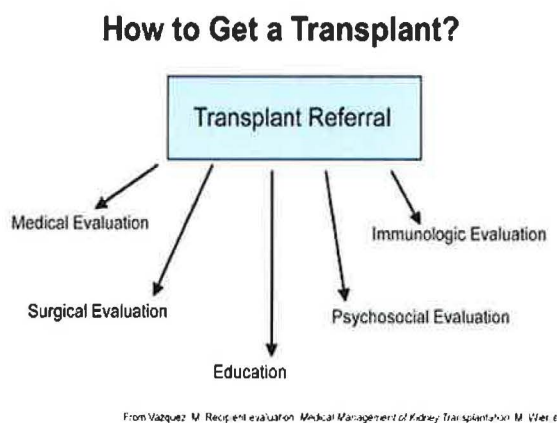 How to Get a Transplant?
Transplant Referral
Medical Evaluation
Immunologic Evaluation
Surgical Evaluation
Psychosocial Evaluation
Education
From Vazquez M. Recipient evaluation. Medical Management of Kidney Transplantation. M.